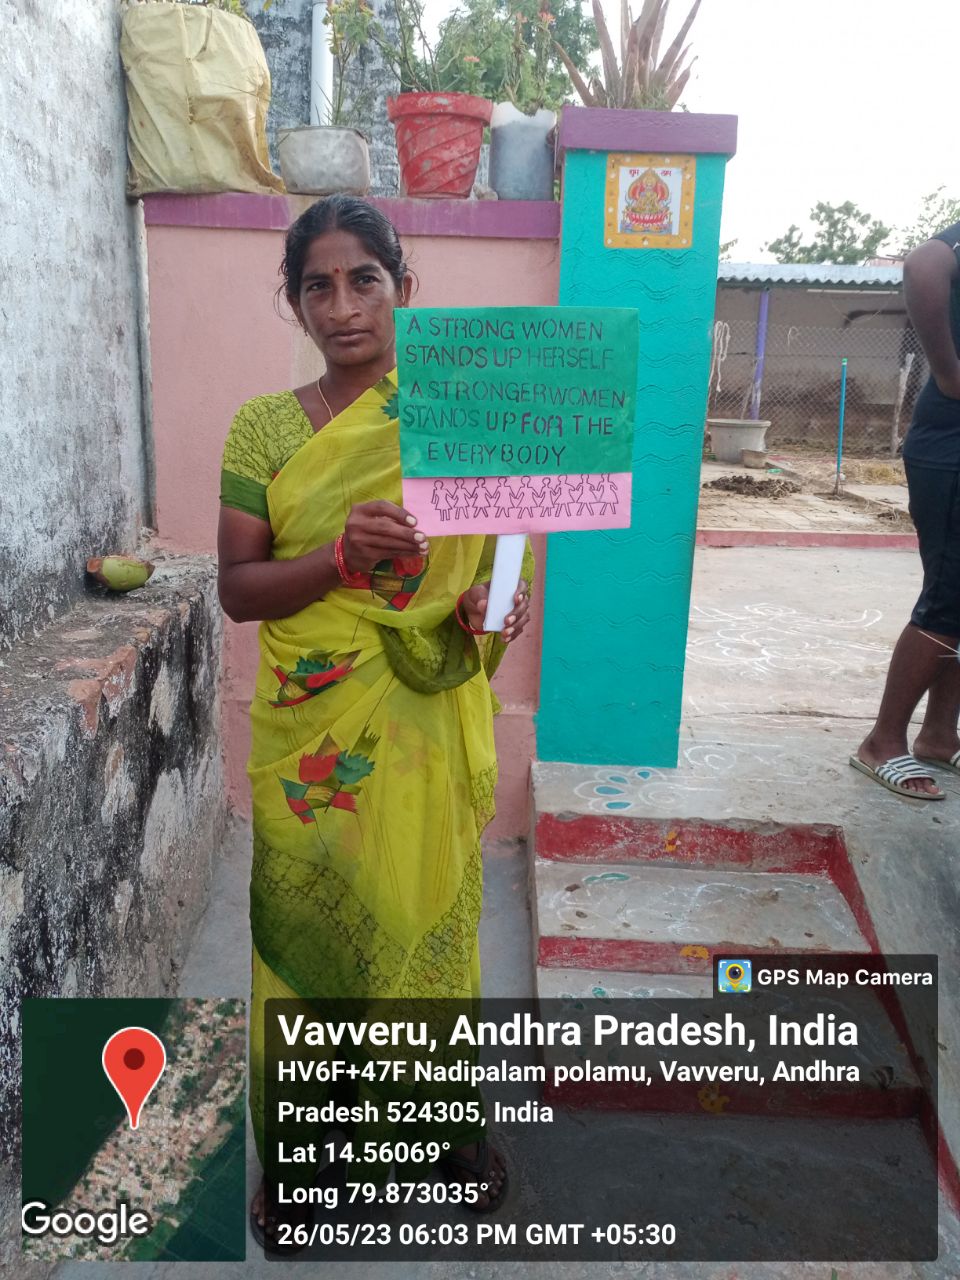 शुभ लाभ
A STRONG WOMEN
STANDS UP HERSELF
A STRONGER WOMEN
STANDS UP FOR THE
EVERYBODY
GPS Map Camera
Vavveru, Andhra Pradesh, India
HV6F+47F Nadipalam polamu, Vavveru, Andhra
Pradesh 524305, India
Lat 14.56069°
Long 79.873035°
26/05/23 06:03 PM GMT +05:30
Google